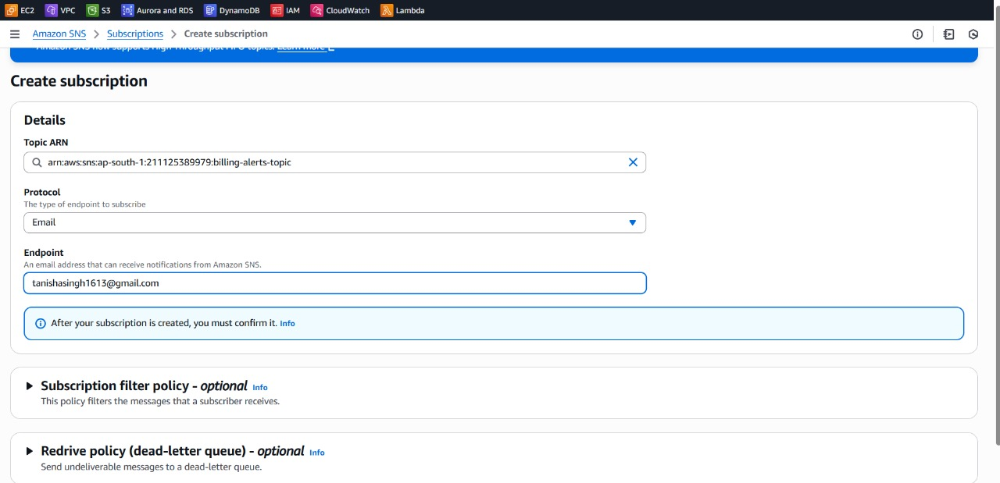 EC2 VPC S3 Aurora and RDS DynamoDB IAM CloudWatch Lambda
Amazon SNS > Subscriptions > Create subscription
Amazon SNS now supports High Throughput FIFO topics. Learn more
Create subscription
Details
Topic ARN
arn:aws:sns:ap-south-1:211125389979:billing-alerts-topic
Protocol
The type of endpoint to subscribe
Email
Endpoint
An email address that can receive notifications from Amazon SNS.
tanishasingh1613@gmail.com
After your subscription is created, you must confirm it. Info
Subscription filter policy - optional Info
This policy filters the messages that a subscriber receives.
Redrive policy (dead-letter queue) - optional Info
Send undeliverable messages to a dead-letter queue.